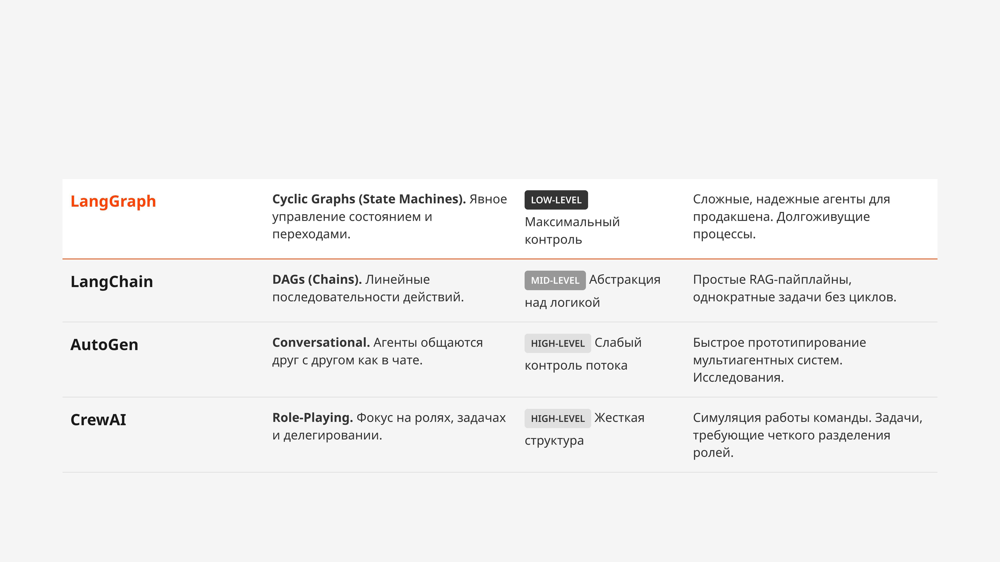 LangGraph
Cyclic Graphs (State Machines). Явное
управление состоянием и
переходами.
LOW-LEVEL
Максимальный
контроль
Сложные, надежные агенты для
продакшена. Долгоживущие
процессы.
LangChain
DAGs (Chains). Линейные
последовательности действий.
MID-LEVEL Абстракция
над логикой
Простые RAG-пайплайны,
однократные задачи без циклов.
AutoGen
Conversational. Агенты общаются
друг с другом как в чате.
HIGH-LEVEL Слабый
контроль потока
Быстрое прототипирование
мультиагентных систем.
Исследования.
CrewAI
Role-Playing. Фокус на ролях, задачах
и делегировании.
HIGH-LEVEL Жесткая
структура
Симуляция работы команды. Задачи,
требующие четкого разделения
ролей.